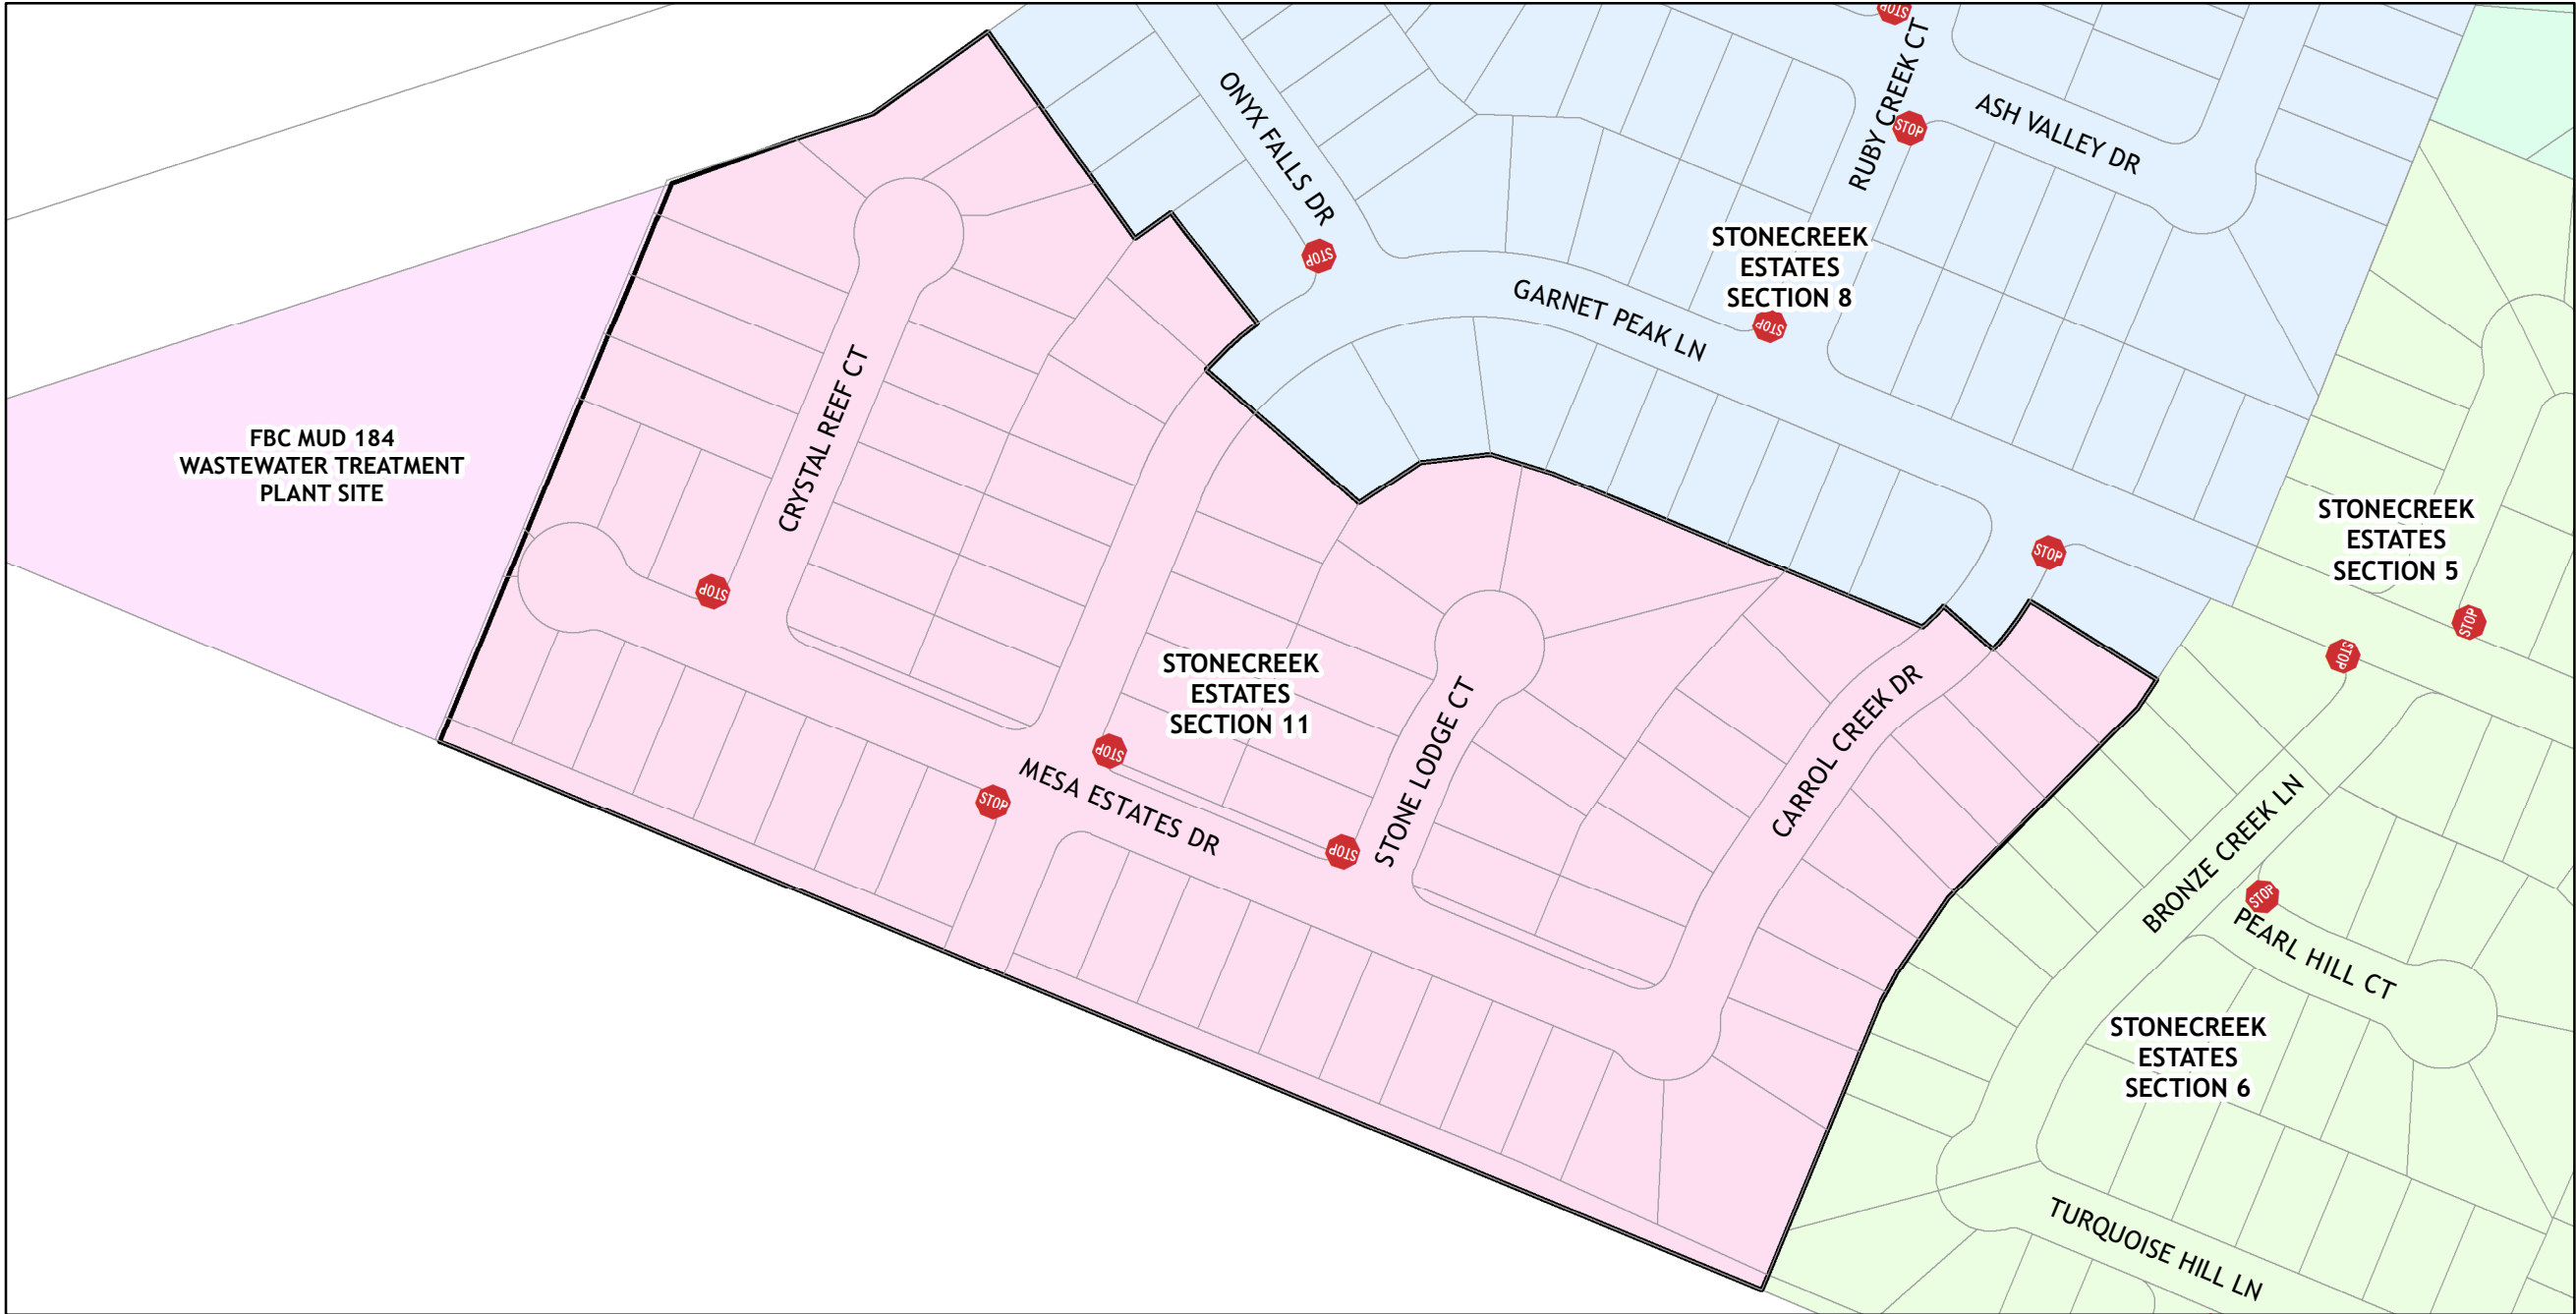 STOP
RUBY CREEK CT
ONYX FALLS DR
ASH VALLEY DR
STOP
STOP
STONECREEK
ESTATES
SECTION 8
GARNET PEAK LN
STOP
FBC MUD 184
WASTEWATER TREATMENT
PLANT SITE
CRYSTAL REEF CT
STOP
STOP
STONECREEK
ESTATES
SECTION 5
STOP
STOP
STONECREEK
ESTATES
SECTION 11
STOP
STOP
MESA ESTATES DR
STOP
STONE LODGE CT
CARROL CREEK DR
BRONZE CREEK LN
STOP
PEARL HILL CT
STONECREEK
ESTATES
SECTION 6
TURQUOISE HILL LN